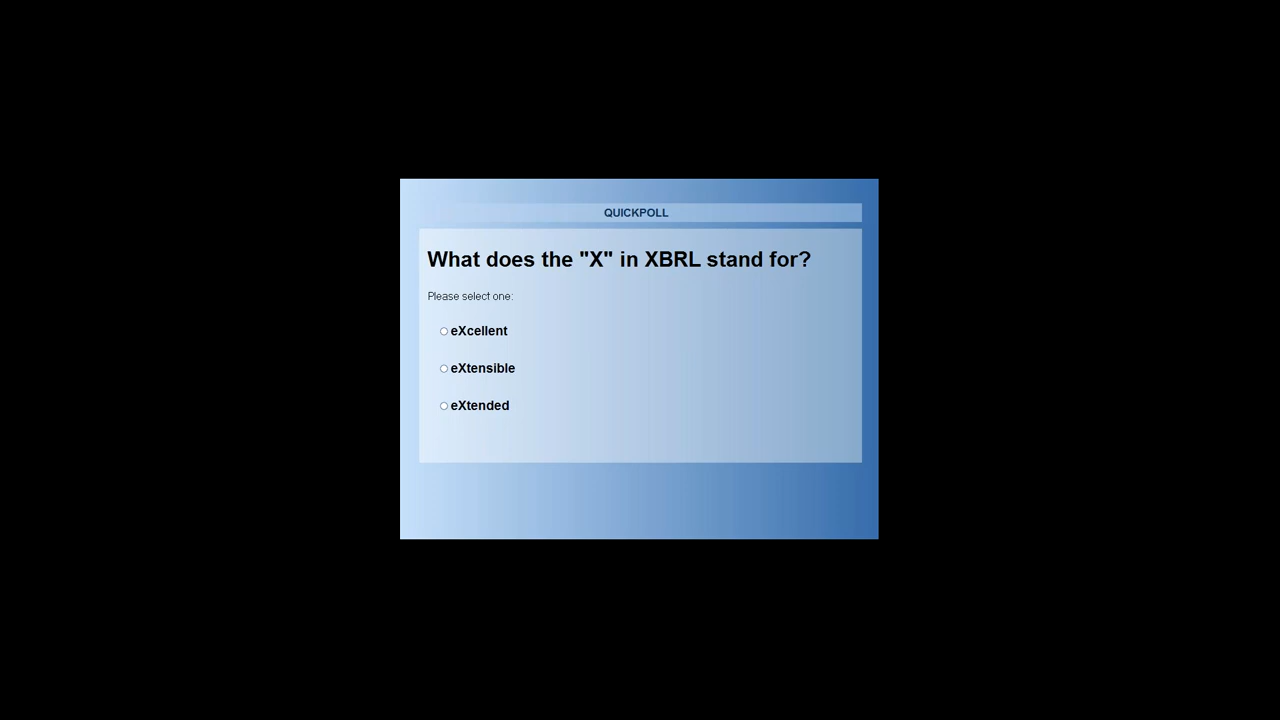 QUICKPOLL
What does the "X" in XBRL stand for?
Please select one:
eXcellent
eXtensible
eXtended